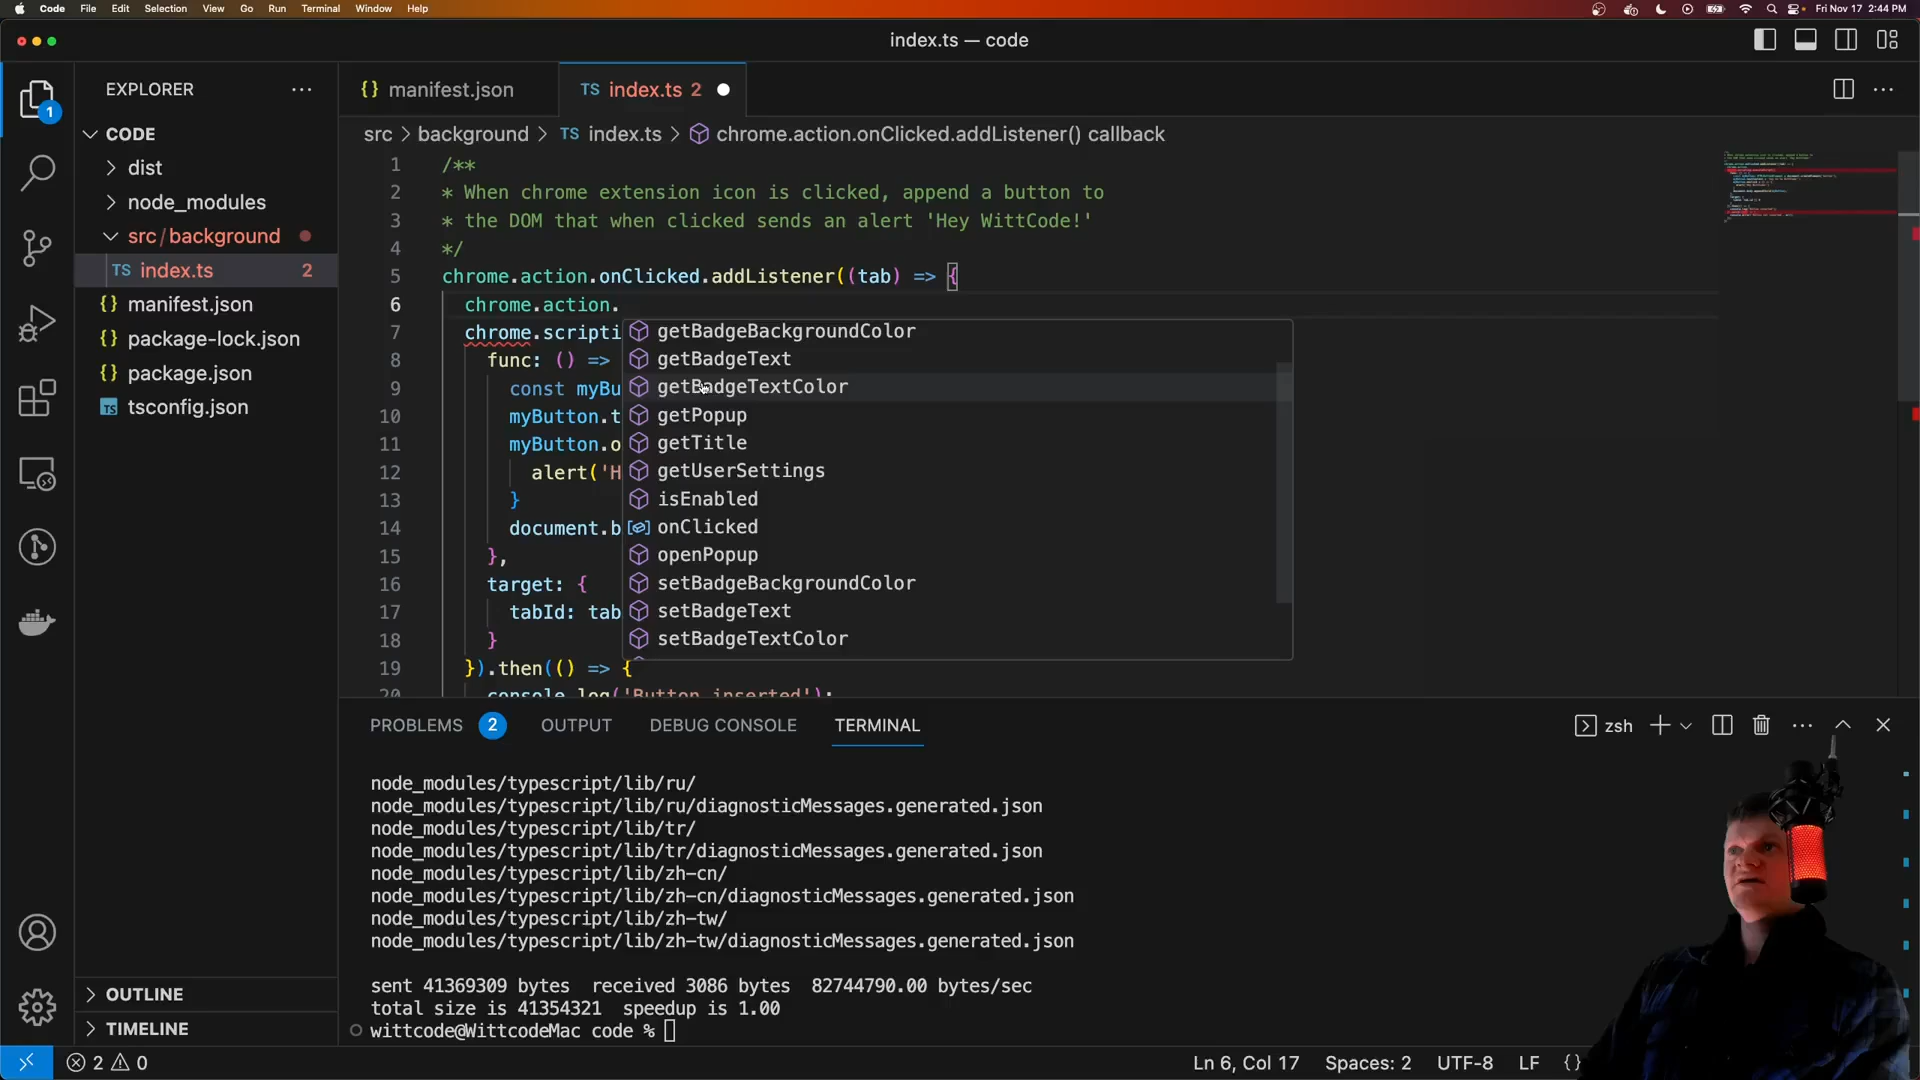 Code File Edit Selection View Go Run Terminal Window Help
Fri Nov 17 2:44 PM
index.ts — code
EXPLORER
1
CODE
dist
node_modules
src/background
TS index.ts 2
{} manifest.json
{} package-lock.json
{} package.json
TS tsconfig.json
OUTLINE
TIMELINE
{} manifest.json
TS index.ts 2
src > background > TS index.ts > chrome.action.onClicked.addListener() callback
1 /**
2 * When chrome extension icon is clicked, append a button to
3 * the DOM that when clicked sends an alert 'Hey WittCode!'
4 */
5 chrome.action.onClicked.addListener((tab) => {
6 chrome.action.
7 chrome.scripti
8 func: () =>
9 const myBu
10 myButton.t
11 myButton.o
12 alert('H
13 }
14 document.b
15 },
16 target: {
17 tabId: tab
18 }
19 }).then(() => {
20 console.log('Button inserted');
getBadgeBackgroundColor
getBadgeText
getBadgeTextColor
getPopup
getTitle
getUserSettings
isEnabled
onClicked
openPopup
setBadgeBackgroundColor
setBadgeText
setBadgeTextColor
PROBLEMS 2 OUTPUT DEBUG CONSOLE TERMINAL
zsh
node_modules/typescript/lib/ru/
node_modules/typescript/lib/ru/diagnosticMessages.generated.json
node_modules/typescript/lib/tr/
node_modules/typescript/lib/tr/diagnosticMessages.generated.json
node_modules/typescript/lib/zh-cn/
node_modules/typescript/lib/zh-cn/diagnosticMessages.generated.json
node_modules/typescript/lib/zh-tw/
node_modules/typescript/lib/zh-tw/diagnosticMessages.generated.json
sent 41369309 bytes received 3086 bytes 82744790.00 bytes/sec
total size is 41354321 speedup is 1.00
wittcode@WittcodeMac code %
2 0
Ln 6, Col 17 Spaces: 2 UTF-8 LF {}